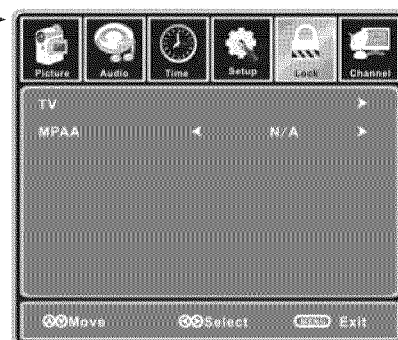 Picture Audio Time Setup Lock Channel
TV
MPAA N/A
Move Select MENU Exit